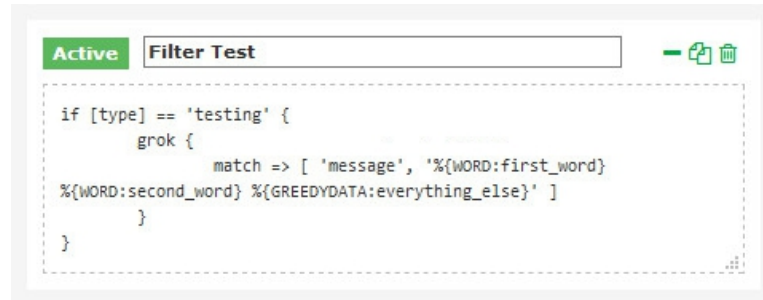 Active
Filter Test
if [type] == 'testing' {
grok {
match => [ 'message', '%{WORD:first_word}
%{WORD:second_word} %{GREEDYDATA:everything_else}' ]
}
}